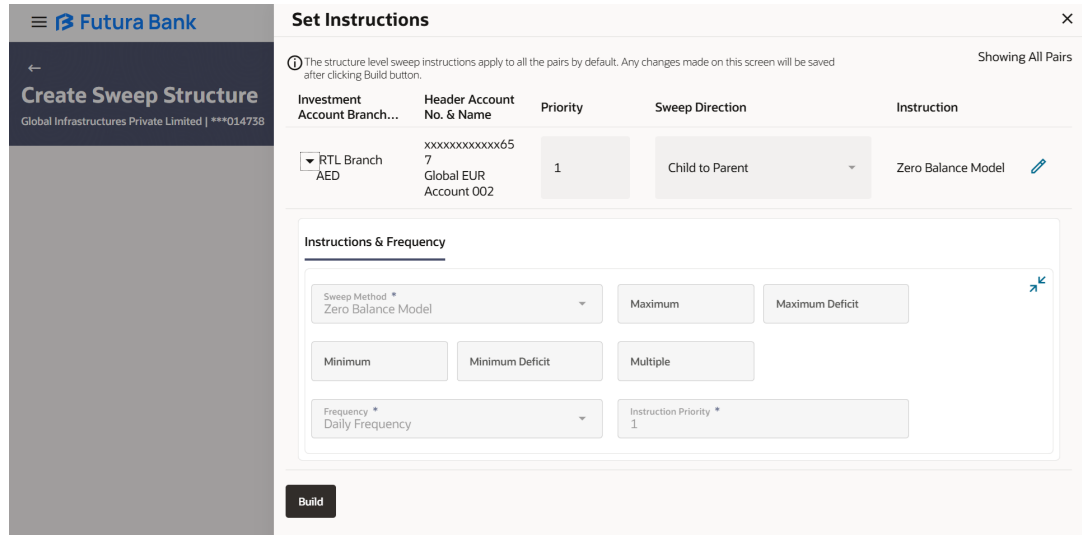 Futura Bank
Set Instructions
←
Create Sweep Structure
Global Infrastructures Private Limited | ***014738
The structure level sweep instructions apply to all the pairs by default. Any changes made on this screen will be saved
after clicking Build button.
Showing All Pairs
Investment
Account Branch...
Header Account
No. & Name
Priority
Sweep Direction
Instruction
RTL Branch
AED
xxxxxxxxxxxx65
7
Global EUR
Account 002
1
Child to Parent
Zero Balance Model
Instructions & Frequency
Sweep Method *
Zero Balance Model
Maximum
Maximum Deficit
Minimum
Minimum Deficit
Multiple
Frequency *
Daily Frequency
Instruction Priority *
1
Build